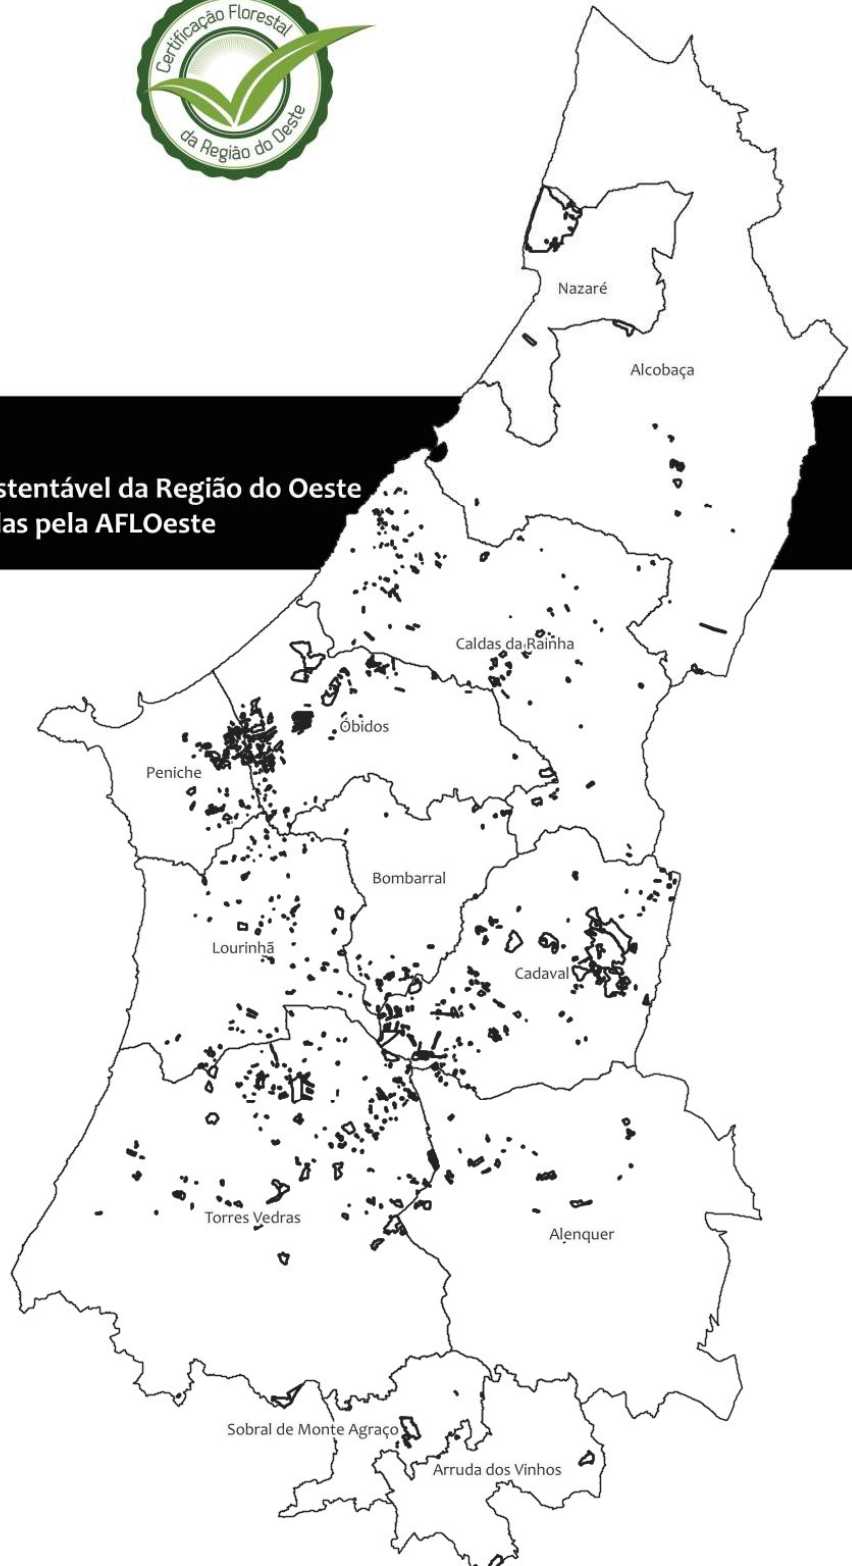 Certificação Florestal
da Região do Oeste
Nazaré
Alcobaça
stentável da Região do Oeste
das pela AFLOeste
Caldas da Rainha
Óbidos
Peniche
Bombarral
Lourinhã
Cadaval
Torres Vedras
Alenquer
Sobral de Monte Agraço
Arruda dos Vinhos